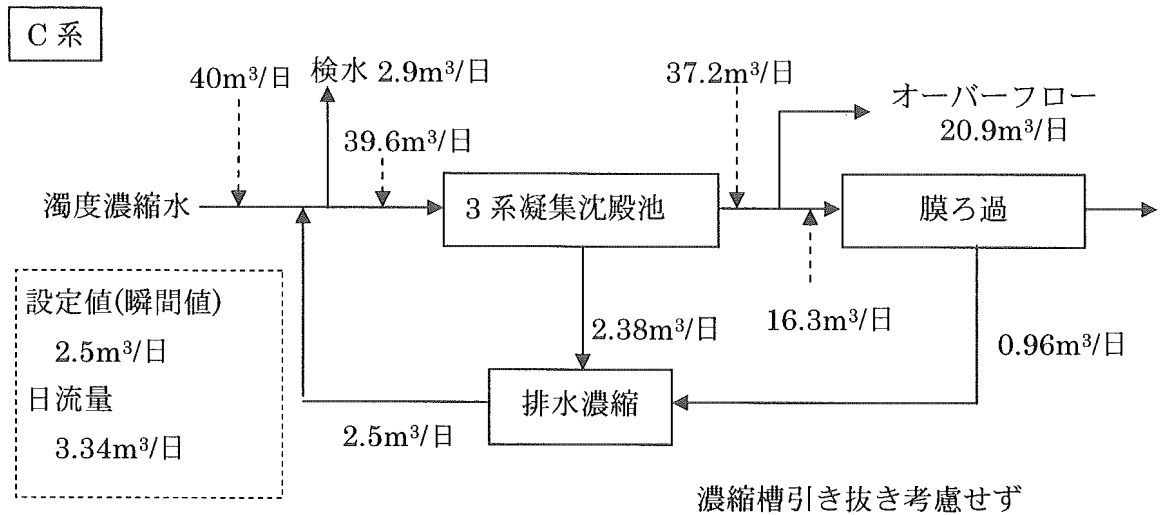 C 系
40m³/日
検水 2.9m³/日
37.2m³/日
オーバーフロー
20.9m³/日
39.6m³/日
濁度濃縮水
3 系凝集沈殿池
膜ろ過
設定値(瞬間値)
2.5m³/日
日流量
3.34m³/日
2.38m³/日
16.3m³/日
0.96m³/日
排水濃縮
2.5m³/日
濃縮槽引き抜き考慮せず